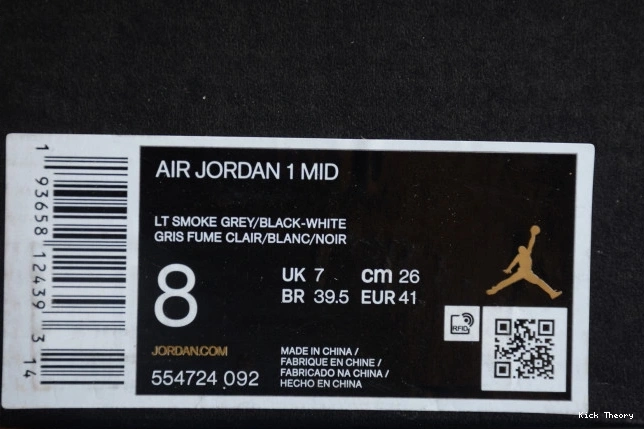 AIR JORDAN 1 MID
LT SMOKE GREY/BLACK-WHITE
GRIS FUME CLAIR/BLANC/NOIR
8
UK 7 cm 26
BR 39.5 EUR 41
RFID
JORDAN.COM
554724 092
MADE IN CHINA /
FABRIQUE EN CHINE /
FABRICADO NA CHINA /
HECHO EN CHINA
1 93658 12439 3 14
Kick Theory